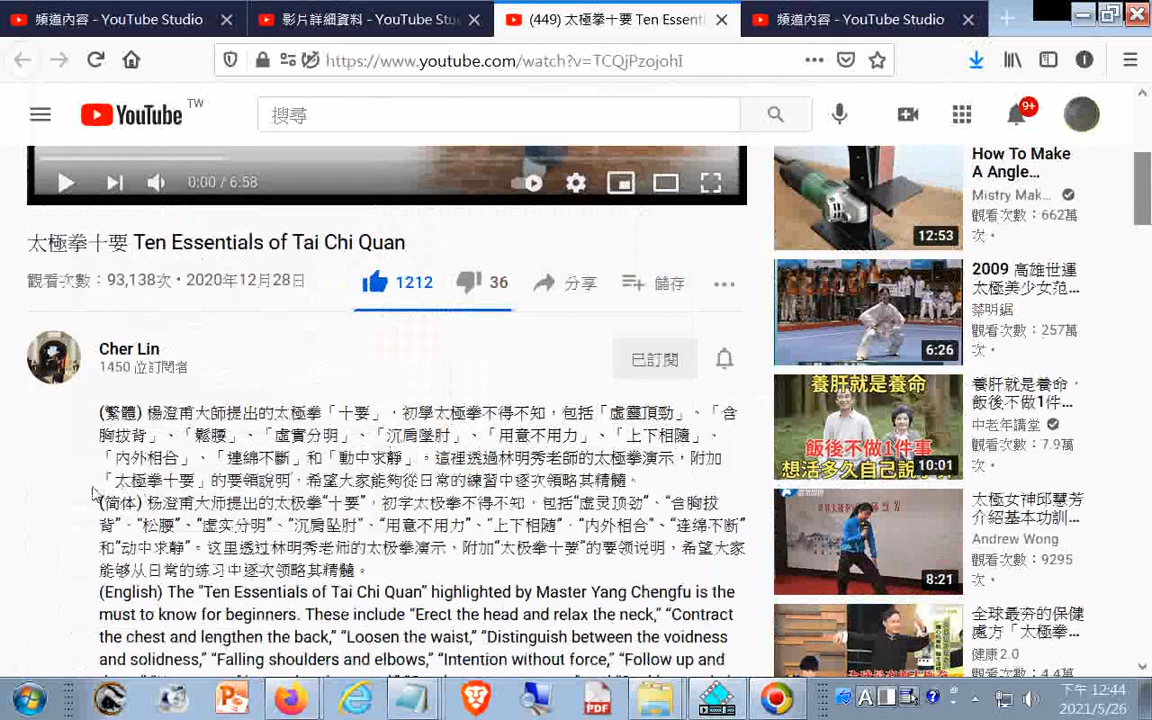 頻道內容 - YouTube Studio
影片詳細資料 - YouTube Stu
(449) 太極拳十要 Ten Essenti
頻道內容 - YouTube Studio
https://www.youtube.com/watch?v=TCQjPzojohI
YouTube TW
搜尋
9+
0:00 / 6:58
太極拳十要 Ten Essentials of Tai Chi Quan
觀看次數：93,138次・2020年12月28日
1212
36
分享
儲存
Cher Lin
1450 位訂閱者
已訂閱
(繁體) 楊澄甫大師提出的太極拳「十要」，初學太極拳不得不知，包括「虛靈頂勁」、「含
胸拔背」、「鬆腰」、「虛實分明」、「沉肩墜肘」、「用意不用力」、「上下相隨」、
「內外相合」、「連綿不斷」和「動中求靜」。這裡透過林明秀老師的太極拳演示，附加
「太極拳十要」的要領說明，希望大家能夠從日常的練習中逐次領略其精髓。
(简体) 杨澄甫大师提出的太极拳“十要”，初学太极拳不得不知，包括“虚灵顶劲”、“含胸拔
背”、“松腰”、“虚实分明”、“沉肩坠肘”、“用意不用力”、“上下相随”、“内外相合”、“连绵不断”
和“动中求静”。这里透过林明秀老师的太极拳演示，附加“太极拳十要”的要领说明，希望大家
能够从日常的练习中逐次领略其精髓。
(English) The "Ten Essentials of Tai Chi Quan” highlighted by Master Yang Chengfu is the
must to know for beginners. These include “Erect the head and relax the neck,” “Contract
the chest and lengthen the back,” “Loosen the waist,” “Distinguish between the voidness
and solidness,” “Falling shoulders and elbows,” “Intention without force,” “Follow up and
How To Make
A Angle...
Mistry Mak...
觀看次數：662萬
次・
12:53
2009 高雄世運
太極美少女范...
蔡明鋸
觀看次數：257萬
次・
6:26
養肝就是養命
飯後不做1件事
想活多久自己說了
10:01
養肝就是養命，
飯後不做1件...
中老年講堂
觀看次數：7.9萬
次・
太極女神邱慧芳
介紹基本功訓...
Andrew Wong
觀看次數：9295
次・
8:21
全球最夯的保健
處方「太極拳...
健康2.0
觀看次數：4.4萬
PDF
A
下午 12:44
2021/5/26